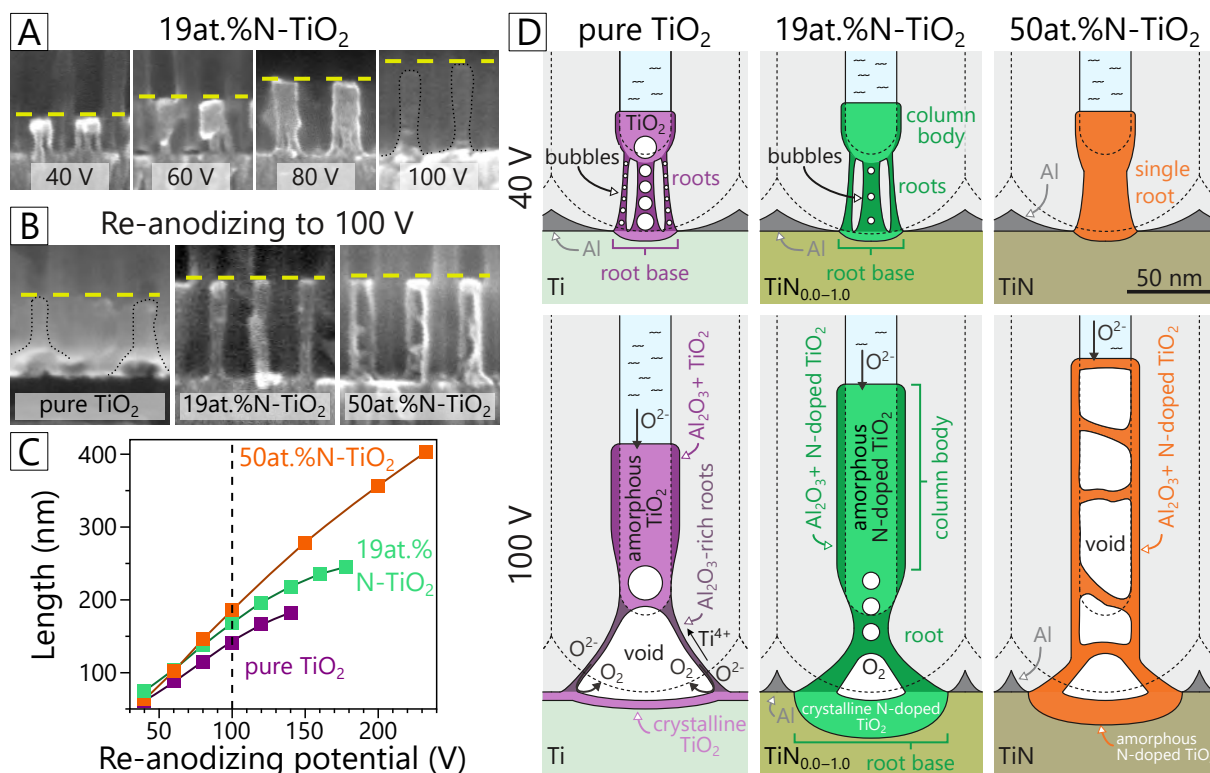 A
19at.%N-TiO₂
40 V
60 V
80 V
100 V
B
Re-anodizing to 100 V
pure TiO₂
19at.%N-TiO₂
50at.%N-TiO₂
C
50at.%N-TiO₂
19at.%
N-TiO₂
pure TiO₂
Length (nm)
400
300
200
100
50
100
150
200
Re-anodizing potential (V)
D
pure TiO₂
19at.%N-TiO₂
50at.%N-TiO₂
40 V
TiO₂
bubbles
roots
Al
root base
Ti
column
body
bubbles
roots
Al
root base
TiN₀.₀₋₁.₀
Al
single
root
TiN
50 nm
100 V
O²⁻
Al₂O₃+ TiO₂
amorphous
TiO₂
Al₂O₃-rich roots
Ti⁴⁺
O²⁻
void
O²⁻
O₂
O₂
crystalline
TiO₂
Ti
O²⁻
Al₂O₃+ N-doped TiO₂
amorphous
N-doped TiO₂
column body
root
O₂
Al
crystalline N-doped
TiO₂
TiN₀.₀₋₁.₀
root base
O²⁻
void
Al₂O₃+ N-doped TiO₂
Al
TiN
amorphous
N-doped TiO